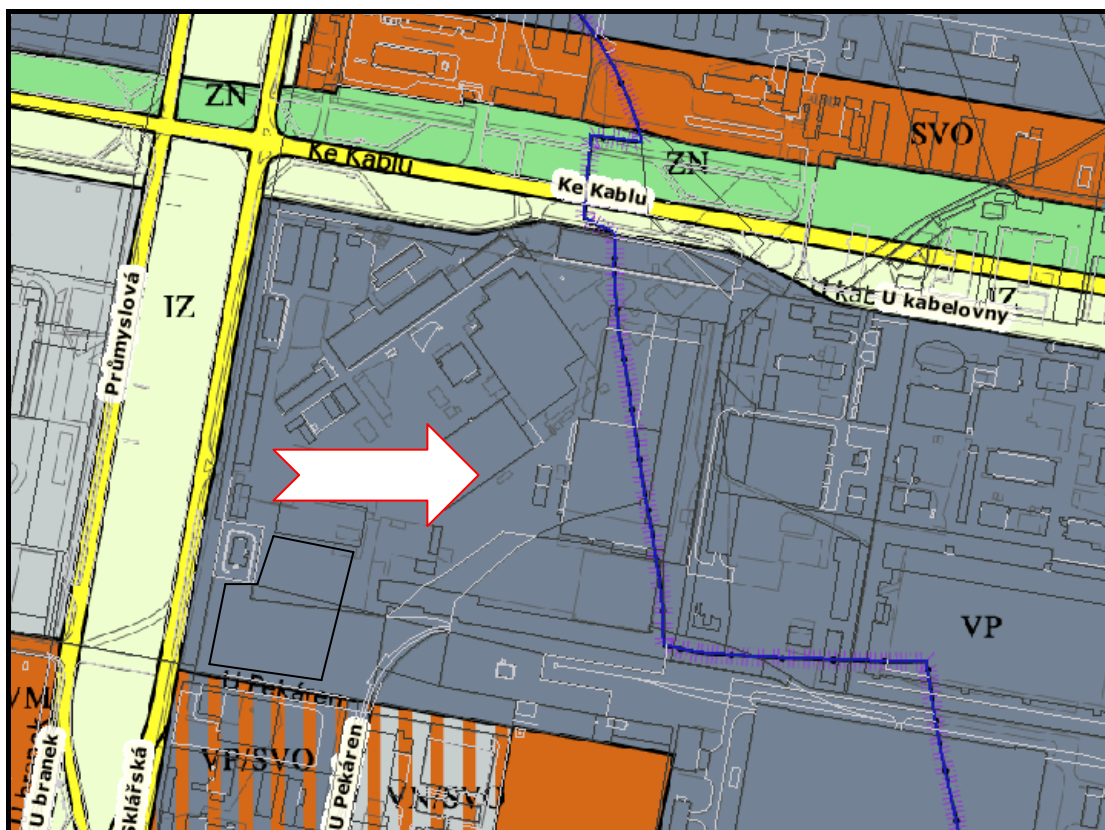 ZN
SVO
Ke Kablu
ZN
Ke Kablu
IZ
U kabelovny
IZ
Průmyslová
VP
U Pekáren
VP/SVO
U branek
Sklářská
U Pekáren
VN/SVO